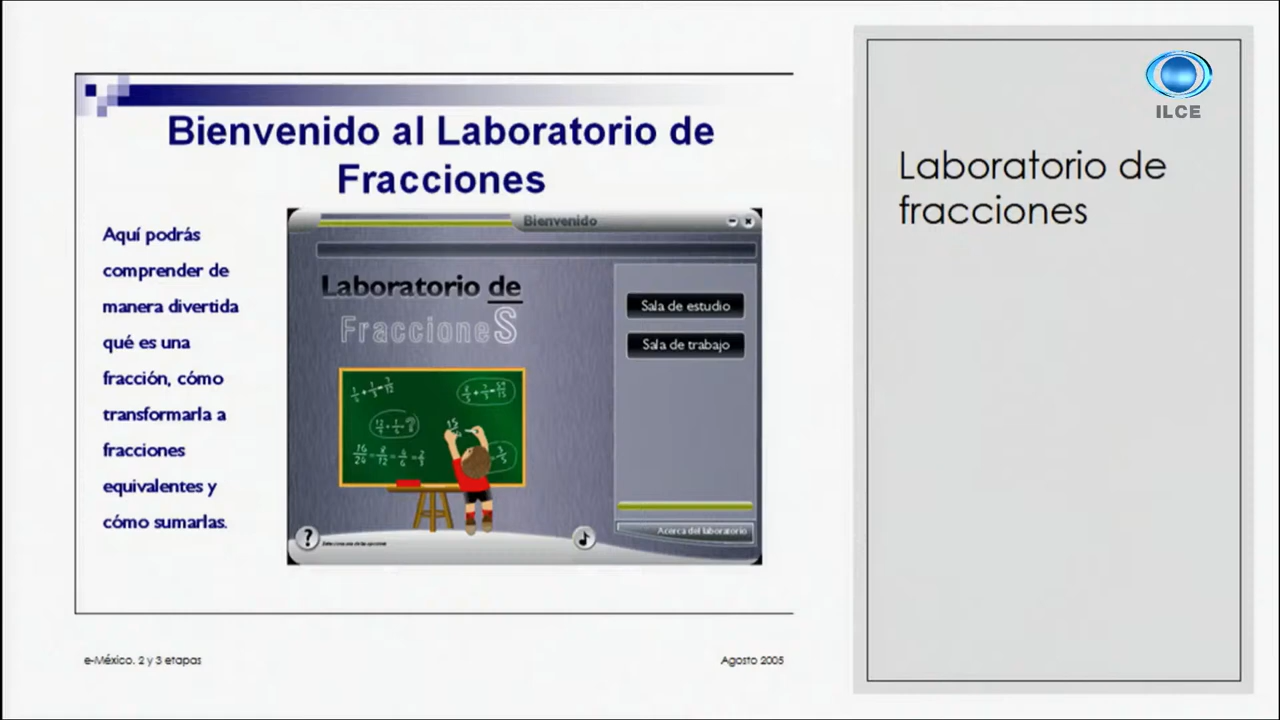 Bienvenido al Laboratorio de
Fracciones
Aquí podrás
comprender de
manera divertida
qué es una
fracción, cómo
transformarla a
fracciones
equivalentes y
cómo sumarlas.
Bienvenido
Laboratorio de
FraccioneS
Sala de estudio
Sala de trabajo
Acerca del laboratorio
?
e-México. 2 y 3 etapas
Agosto 2005
ILCE
Laboratorio de
fracciones